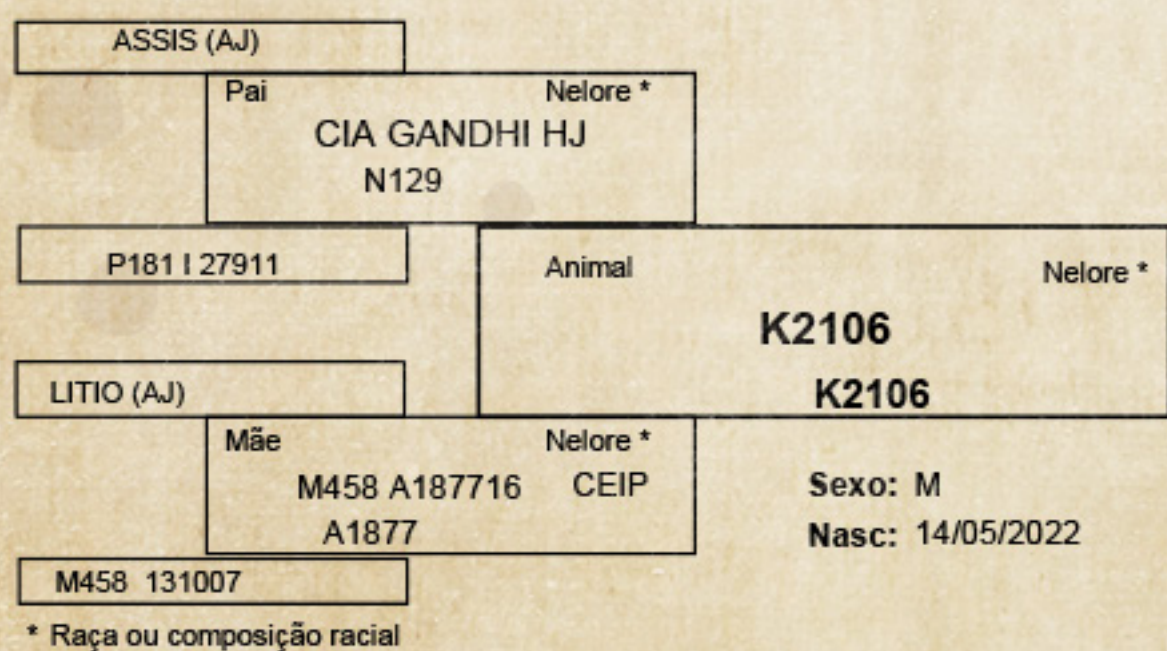 ASSIS (AJ)
Pai Nelore *
CIA GANDHI HJ
N129
P181 I 27911
Animal Nelore *
K2106
K2106
LITIO (AJ)
Mãe Nelore *
M458 A187716 CEIP
A1877
Sexo: M
Nasc: 14/05/2022
M458 131007
* Raça ou composição racial